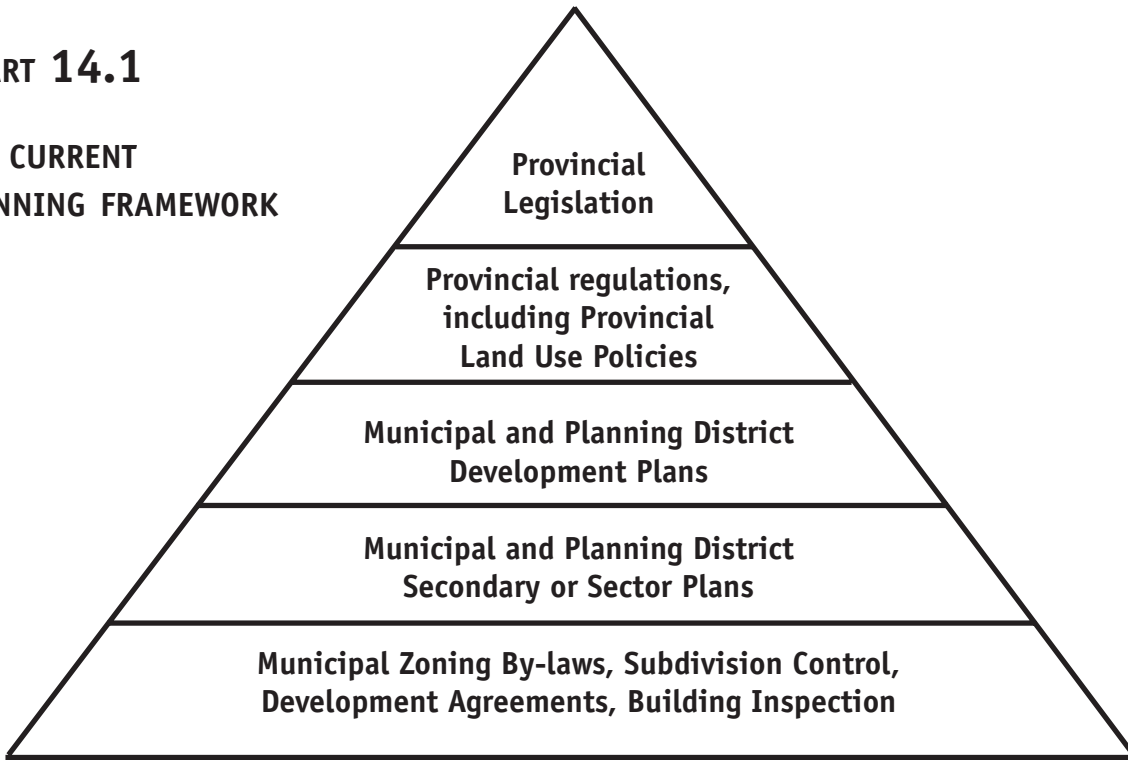 ART 14.1
CURRENT
NNING FRAMEWORK
Provincial
Legislation
Provincial regulations,
including Provincial
Land Use Policies
Municipal and Planning District
Development Plans
Municipal and Planning District
Secondary or Sector Plans
Municipal Zoning By-laws, Subdivision Control,
Development Agreements, Building Inspection